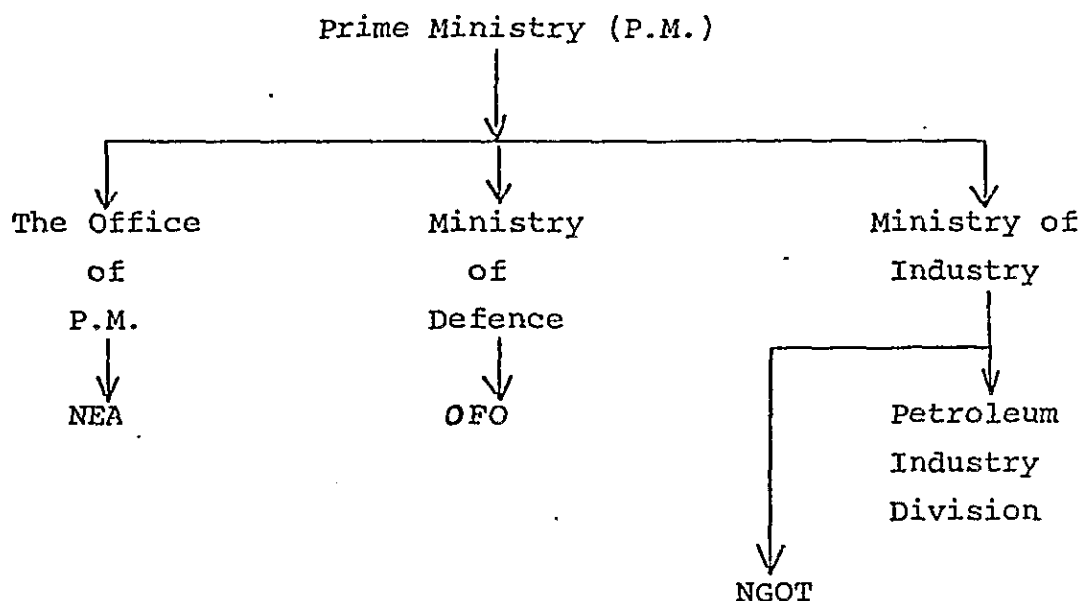 Prime Ministry (P.M.)
The Office
of
P.M.
NEA
Ministry
of
Defence
OFO
Ministry of
Industry
Petroleum
Industry
Division
NGOT